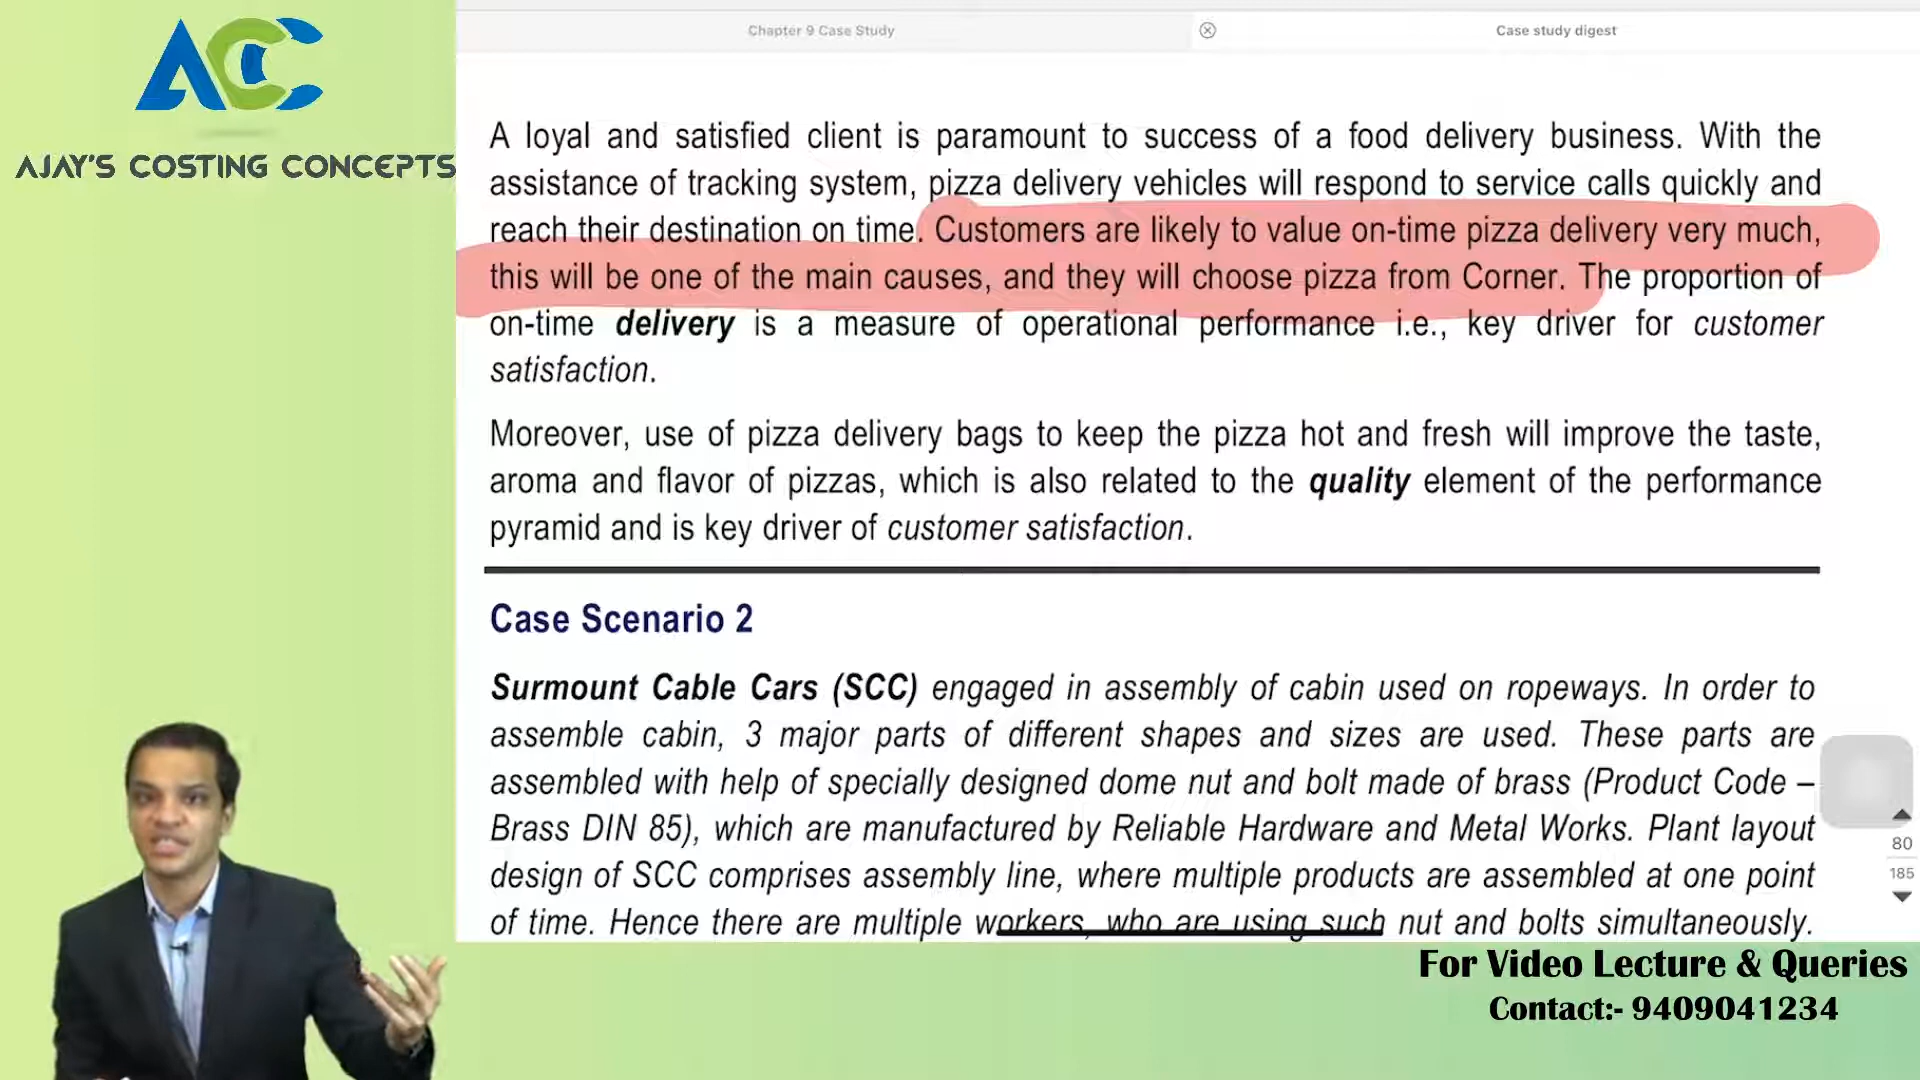 ACC
AJAY'S COSTING CONCEPTS
Chapter 9 Case Study
Case study digest
A loyal and satisfied client is paramount to success of a food delivery business. With the
assistance of tracking system, pizza delivery vehicles will respond to service calls quickly and
reach their destination on time. Customers are likely to value on-time pizza delivery very much,
this will be one of the main causes, and they will choose pizza from Corner. The proportion of
on-time delivery is a measure of operational performance i.e., key driver for customer
satisfaction.
Moreover, use of pizza delivery bags to keep the pizza hot and fresh will improve the taste,
aroma and flavor of pizzas, which is also related to the quality element of the performance
pyramid and is key driver of customer satisfaction.
Case Scenario 2
Surmount Cable Cars (SCC) engaged in assembly of cabin used on ropeways. In order to
assemble cabin, 3 major parts of different shapes and sizes are used. These parts are
assembled with help of specially designed dome nut and bolt made of brass (Product Code –
Brass DIN 85), which are manufactured by Reliable Hardware and Metal Works. Plant layout
design of SCC comprises assembly line, where multiple products are assembled at one point
of time. Hence there are multiple workers, who are using such nut and bolts simultaneously.
80
185
For Video Lecture & Queries
Contact:- 9409041234